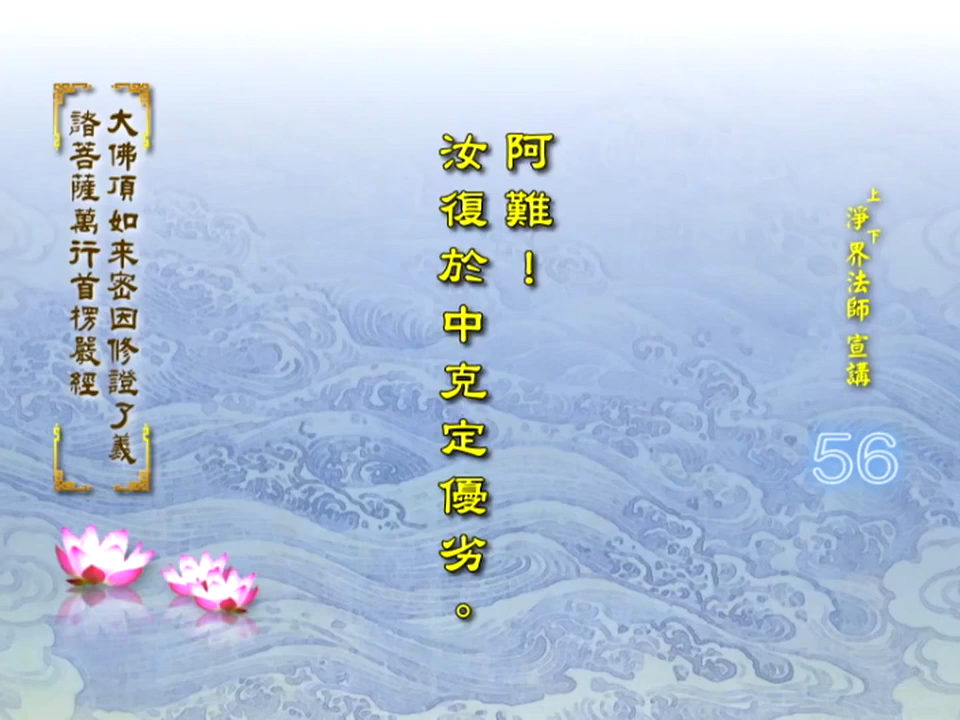 上淨下界法師 宣講
56
阿難！
汝復於中克定優劣。
大佛頂如來密因修證了義
諸菩薩萬行首楞嚴經